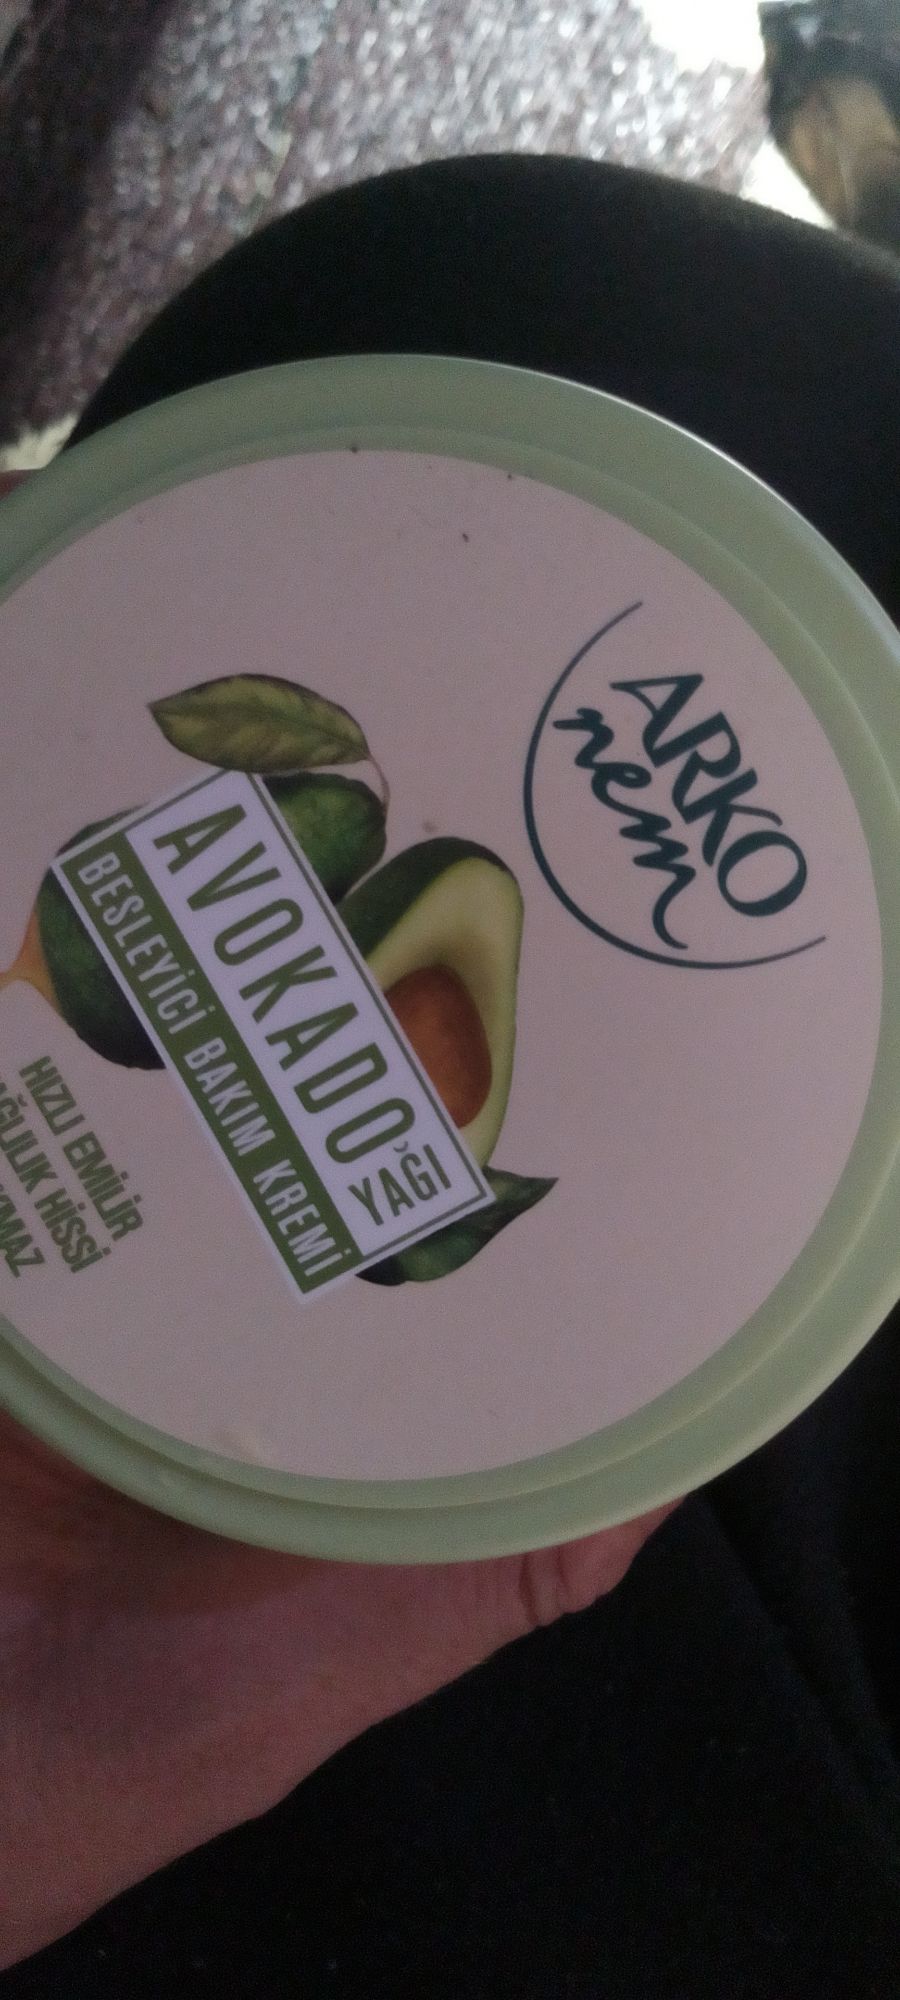 ARKO
nem
AVOKADO
YAĞI
BESLEYİCİ BAKIM KREMİ
HIZLI EMİLİR
HİSSİ